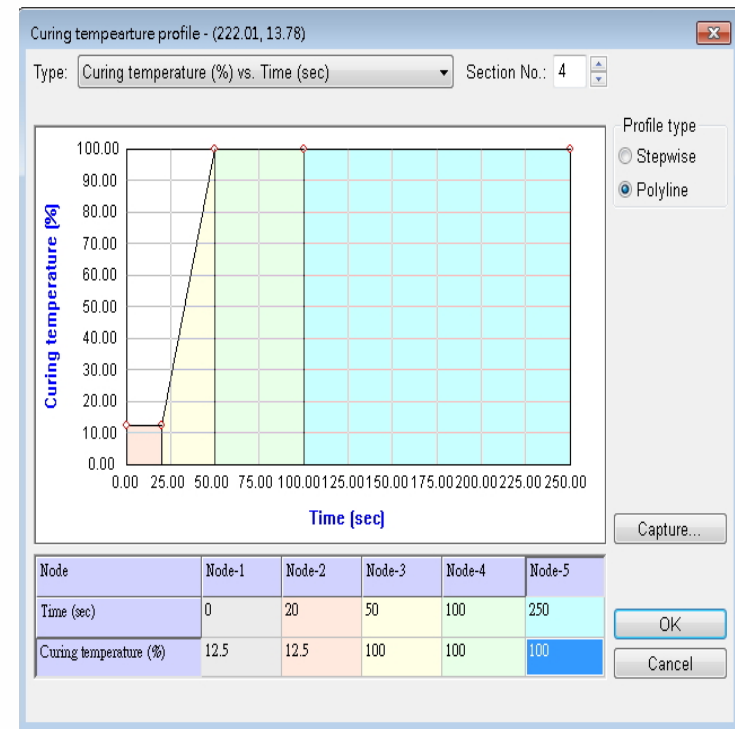 Curing tempearture profile - (222.01, 13.78)
Type: Curing temperature (%) vs. Time (sec) Section No.: 4
Profile type
Stepwise
Polyline
Curing temperature (%)
100.00
90.00
80.00
70.00
60.00
50.00
40.00
30.00
20.00
10.00
0.00
0.00 25.00 50.00 75.00 100.00 125.00 150.00 175.00 200.00 225.00 250.00
Time (sec)
Capture...
Node Node-1 Node-2 Node-3 Node-4 Node-5
Time (sec) 0 20 50 100 250
Curing temperature (%) 12.5 12.5 100 100 100
OK
Cancel